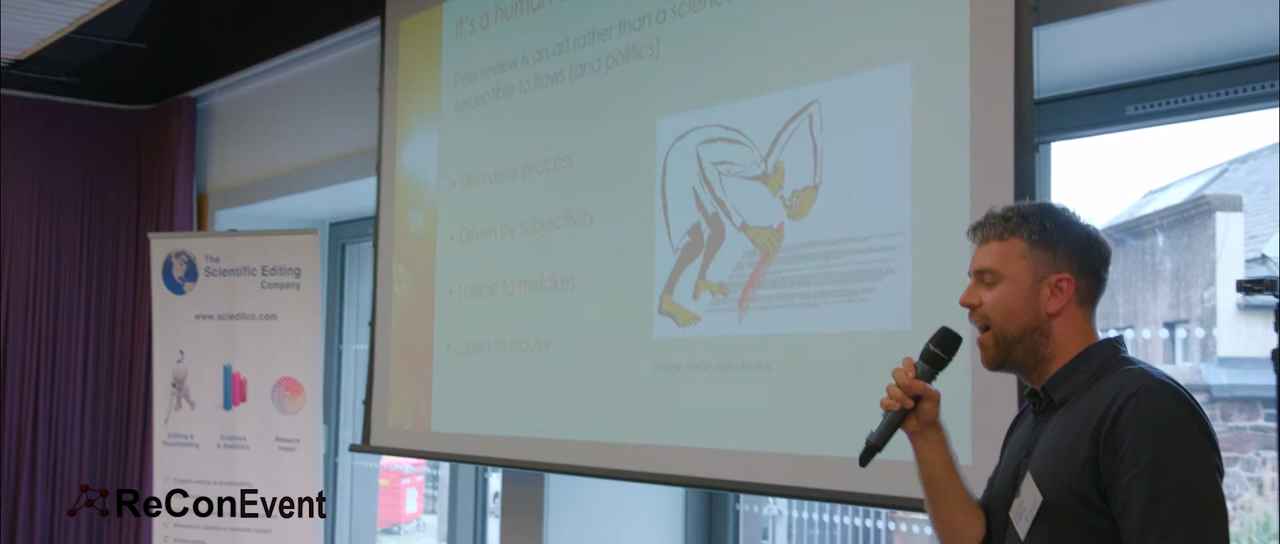 It's a human
Peer review is an art rather than a science
susceptible to flaws (and politics)
• Disorderly process
• Driven by subjectivity
• Fallible to mistakes
• Open to abuse
The
Scientific Editing
Company
www.scieditco.com
Editing &
Proofreading
Graphics
& Statistics
Research
Impact
ReConEvent